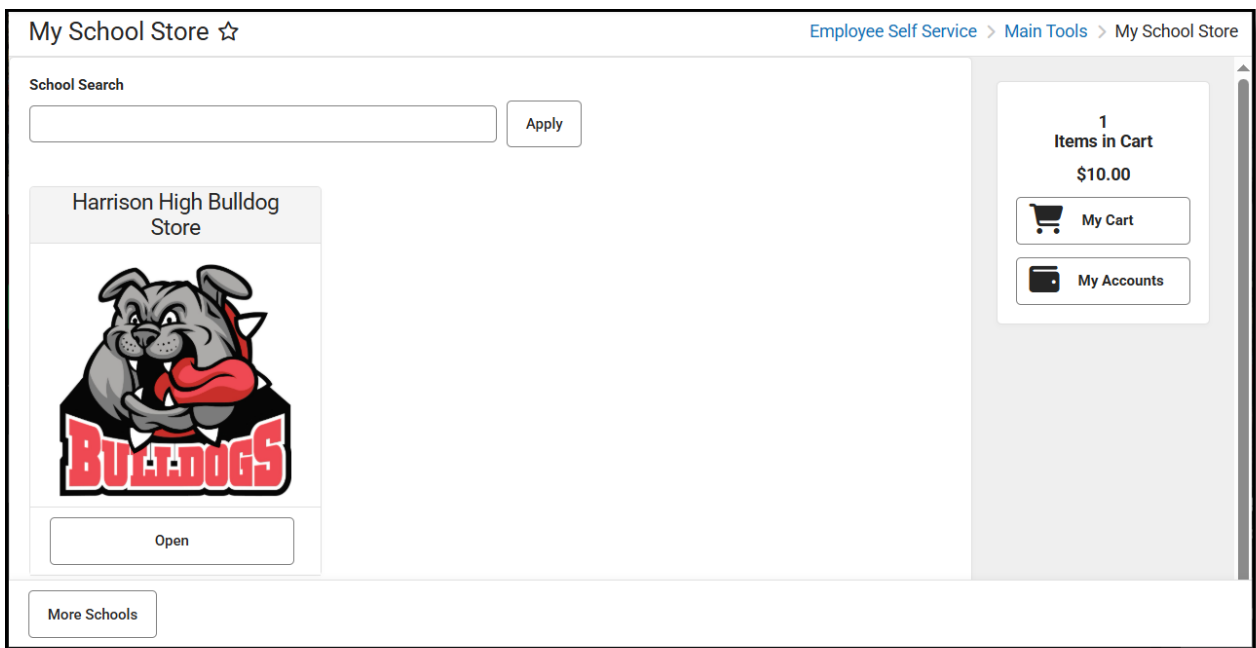 My School Store
Employee Self Service > Main Tools > My School Store
School Search
Apply
1
Items in Cart
$10.00
My Cart
My Accounts
Harrison High Bulldog
Store
BULLDOGS
Open
More Schools